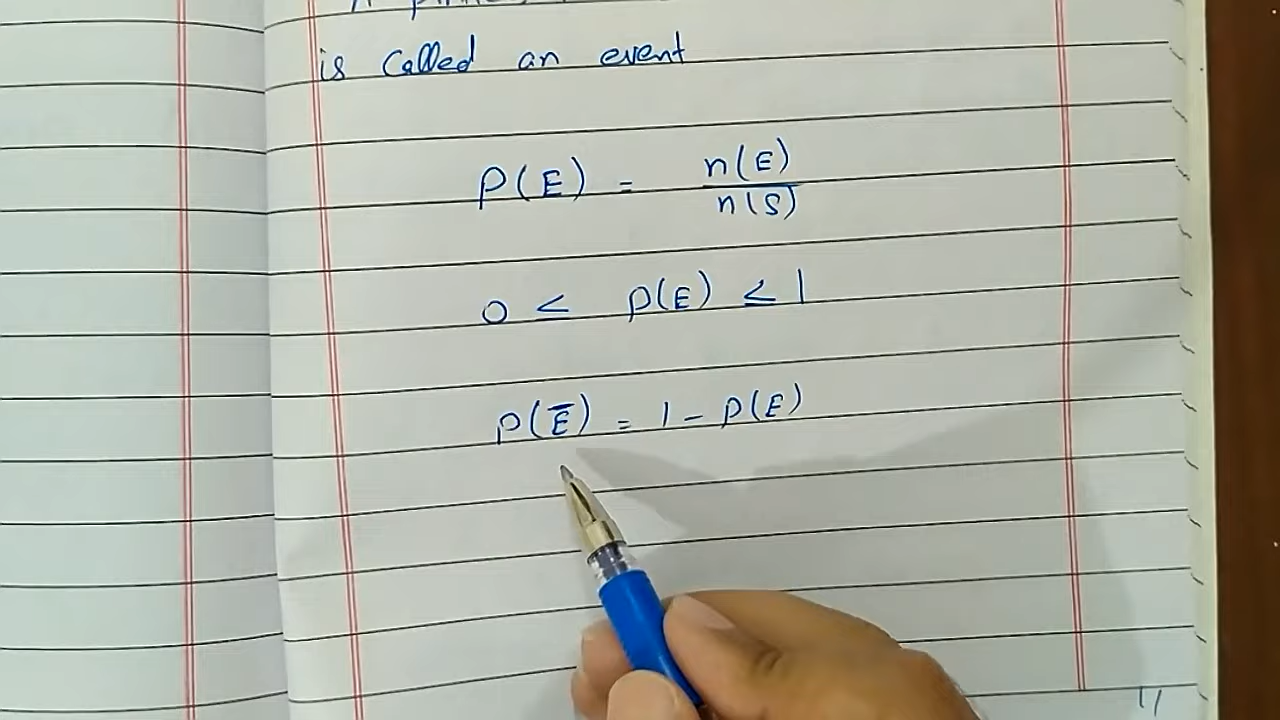 is called an event
P(E) = n(E)/n(S)
0 < P(E) ≤ 1
P(Ē) = 1 - P(E)